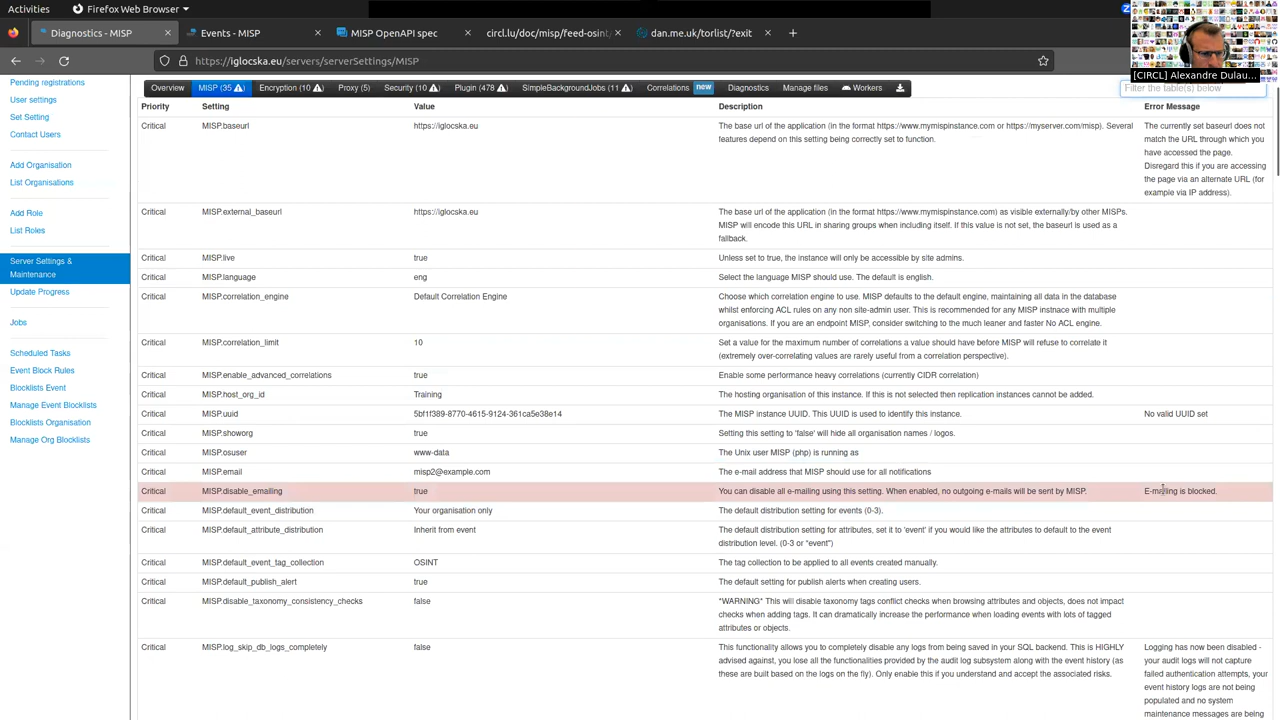 Activities
Firefox Web Browser
Diagnostics - MISP
Events - MISP
MISP OpenAPI spec
t.lu/doc/misp/feed-osint/
dan.me.uk/torlist/?exit
https://iglocska.eu/servers/serverSettings/MISP
[CIRCL] Alexandre Dulau...
Pending registrations
User settings
Set Setting
Contact Users
Add Organisation
List Organisations
Add Role
List Roles
Server Settings &
Maintenance
Update Progress
Jobs
Scheduled Tasks
Event Block Rules
Blocklists Event
Manage Event Blocklists
Blocklists Organisation
Manage Org Blocklists
Overview MISP (35) Encryption (10) Proxy (5) Security (10) Plugin (478) SimpleBackgroundJobs (11) Correlations new Diagnostics Manage files Workers
Filter the table(s) below
Priority Setting Value Description Error Message
Critical MISP.baseurl https://iglocska.eu The base url of the application (in the format https://www.mymispinstance.com or https://myserver.com/misp). Several
features depend on this setting being correctly set to function.
The currently set baseurl does not
match the URL through which you
have accessed the page.
Disregard this if you are accessing
the page via an alternate URL (for
example via IP address).
Critical MISP.external_baseurl https://iglocska.eu The base url of the application (in the format https://www.mymispinstance.com) as visible externally/by other MISPs.
MISP will encode this URL in sharing groups when including itself. If this value is not set, the baseurl is used as a
fallback.
Critical MISP.live true Unless set to true, the instance will only be accessible by site admins.
Critical MISP.language eng Select the language MISP should use. The default is english.
Critical MISP.correlation_engine Default Correlation Engine Choose which correlation engine to use. MISP defaults to the default engine, maintaining all data in the database
whilst enforcing ACL rules on any non site-admin user. This is recommended for any MISP instnace with multiple
organisations. If you are an endpoint MISP, consider switching to the much leaner and faster No ACL engine.
Critical MISP.correlation_limit 10 Set a value for the maximum number of correlations a value should have before MISP will refuse to correlate it
(extremely over-correlating values are rarely useful from a correlation perspective).
Critical MISP.enable_advanced_correlations true Enable some performance heavy correlations (currently CIDR correlation)
Critical MISP.host_org_id Training The hosting organisation of this instance. If this is not selected then replication instances cannot be added.
Critical MISP.uuid 5bf1f389-8770-4615-9124-361ca5e38e14 The MISP instance UUID. This UUID is used to identify this instance. No valid UUID set
Critical MISP.showorg true Setting this setting to 'false' will hide all organisation names / logos.
Critical MISP.osuser www-data The Unix user MISP (php) is running as
Critical MISP.email misp2@example.com The e-mail address that MISP should use for all notifications
Critical MISP.disable_emailing true You can disable all e-mailing using this setting. When enabled, no outgoing e-mails will be sent by MISP. E-mailing is blocked.
Critical MISP.default_event_distribution Your organisation only The default distribution setting for events (0-3).
Critical MISP.default_attribute_distribution Inherit from event The default distribution setting for attributes, set it to 'event' if you would like the attributes to default to the event
distribution level. (0-3 or "event")
Critical MISP.default_event_tag_collection OSINT The tag collection to be applied to all events created manually.
Critical MISP.default_publish_alert true The default setting for publish alerts when creating users.
Critical MISP.disable_taxonomy_consistency_checks false *WARNING* This will disable taxonomy tags conflict checks when browsing attributes and objects, does not impact
checks when adding tags. It can dramatically increase the performance when loading events with lots of tagged
attributes or objects.
Critical MISP.log_skip_db_logs_completely false This functionality allows you to completely disable any logs from being saved in your SQL backend. This is HIGHLY
advised against, you lose all the functionalities provided by the audit log subsystem along with the event history (as
these are built based on the logs on the fly). Only enable this if you understand and accept the associated risks.
Logging has now been disabled -
your audit logs will not capture
failed authentication attempts, your
event history logs are not being
populated and no system
maintenance messages are being